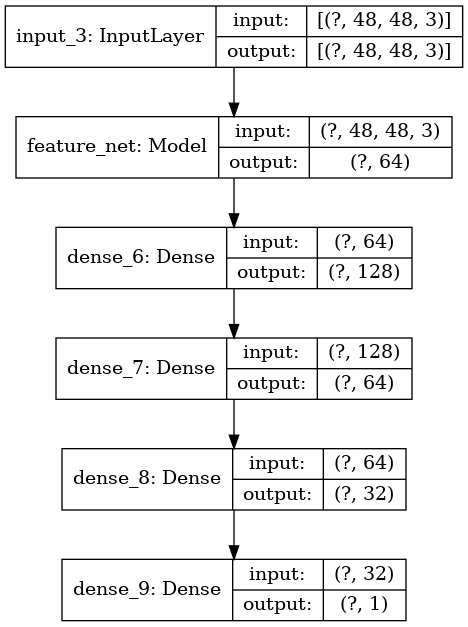 input_3: InputLayer
input:
[(?, 48, 48, 3)]
output:
[(?, 48, 48, 3)]
feature_net: Model
input:
(?, 48, 48, 3)
output:
(?, 64)
dense_6: Dense
input:
(?, 64)
output:
(?, 128)
dense_7: Dense
input:
(?, 128)
output:
(?, 64)
dense_8: Dense
input:
(?, 64)
output:
(?, 32)
dense_9: Dense
input:
(?, 32)
output:
(?, 1)